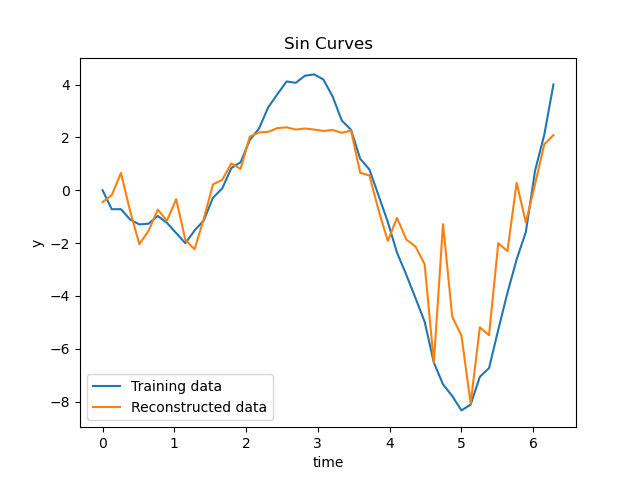 Sin Curves
4
2
0
−2
−4
−6
−8
y
Training data
Reconstructed data
0 1 2 3 4 5 6
time